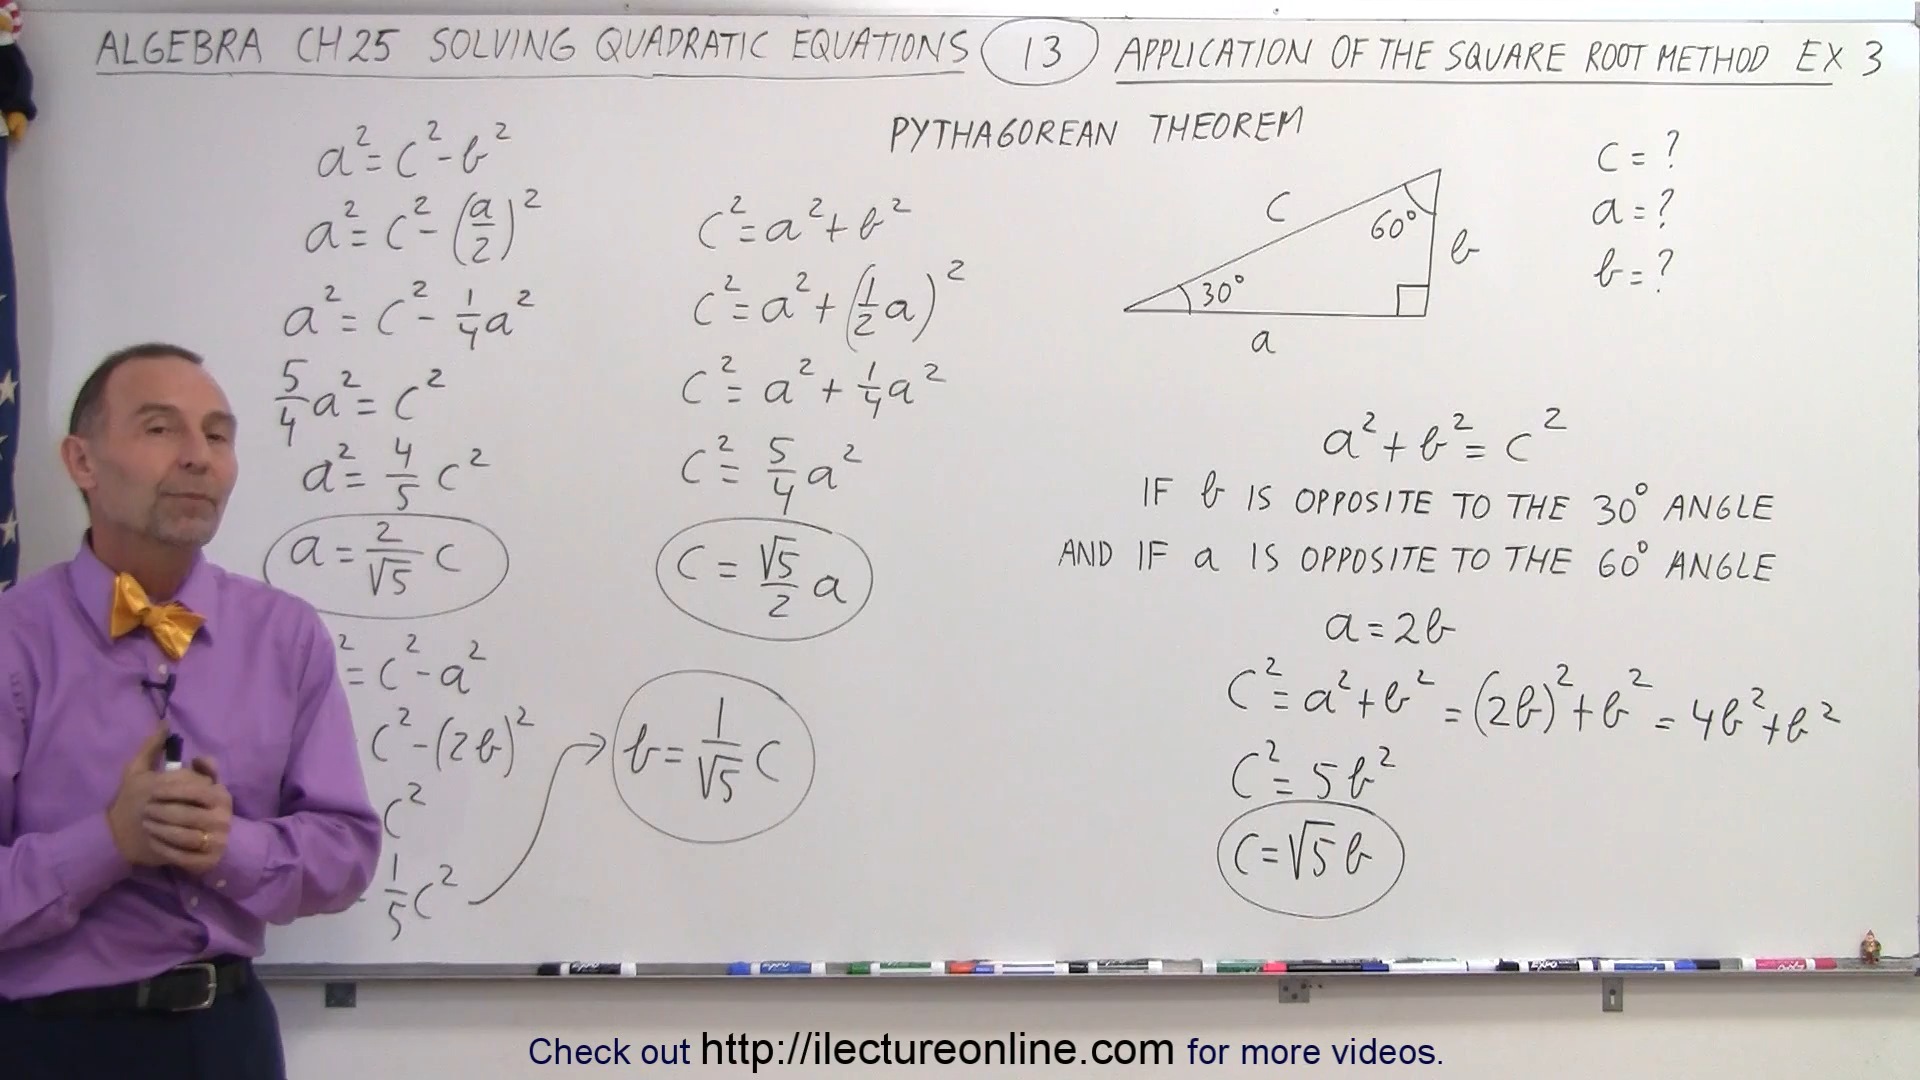 ALGEBRA CH 25 SOLVING QUADRATIC EQUATIONS 13 APPLICATION OF THE SQUARE ROOT METHOD EX 3
PYTHAGOREAN THEOREM
a² = c² - b²
a² = c² - (a/2)²
a² = c² - 1/4 a²
5/4 a² = c²
a² = 4/5 c²
a = 2/√5 c
² = c² - a²
c² - (2b)²
c²
1/5 c²
c² = a² + b²
c² = a² + (1/2 a)²
c² = a² + 1/4 a²
c² = 5/4 a²
c = √5/2 a
b = 1/√5 c
c
60°
b
30°
a
c = ?
a = ?
b = ?
a² + b² = c²
IF b IS OPPOSITE TO THE 30° ANGLE
AND IF a IS OPPOSITE TO THE 60° ANGLE
a = 2b
c² = a² + b² = (2b)² + b² = 4b² + b²
c² = 5b²
c = √5 b
Check out http://ilectureonline.com for more videos.